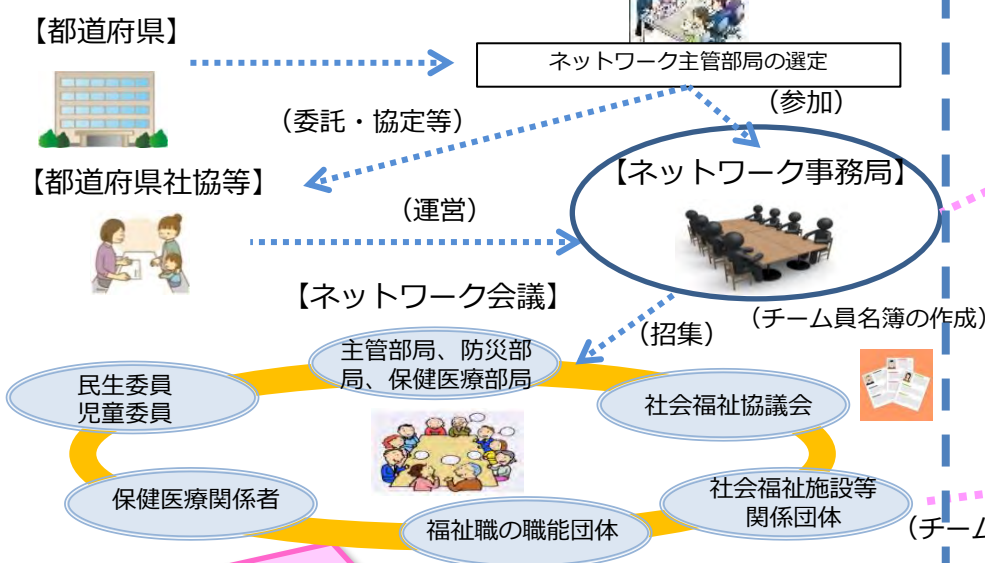 【都道府県】
ネットワーク主管部局の選定
（参加）
（委託・協定等）
【都道府県社協等】
【ネットワーク事務局】
（運営）
【ネットワーク会議】
（招集）
（チーム員名簿の作成）
主管部局、防災部
局、保健医療部局
民生委員
児童委員
社会福祉協議会
保健医療関係者
社会福祉施設等
関係団体
福祉職の職能団体
（チーム